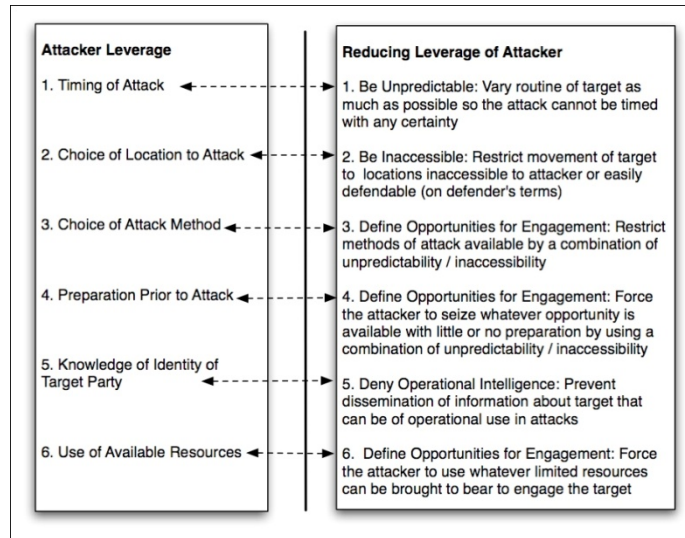 Attacker Leverage
1. Timing of Attack
2. Choice of Location to Attack
3. Choice of Attack Method
4. Preparation Prior to Attack
5. Knowledge of Identity of
Target Party
6. Use of Available Resources
Reducing Leverage of Attacker
1. Be Unpredictable: Vary routine of target as
much as possible so the attack cannot be timed
with any certainty
2. Be Inaccessible: Restrict movement of target
to locations inaccessible to attacker or easily
defendable (on defender's terms)
3. Define Opportunities for Engagement: Restrict
methods of attack available by a combination of
unpredictability / inaccessibility
4. Define Opportunities for Engagement: Force
the attacker to seize whatever opportunity is
available with little or no preparation by using a
combination of unpredictability / inaccessibility
5. Deny Operational Intelligence: Prevent
dissemination of information about target that
can be of operational use in attacks
6. Define Opportunities for Engagement: Force
the attacker to use whatever limited resources
can be brought to bear to engage the target